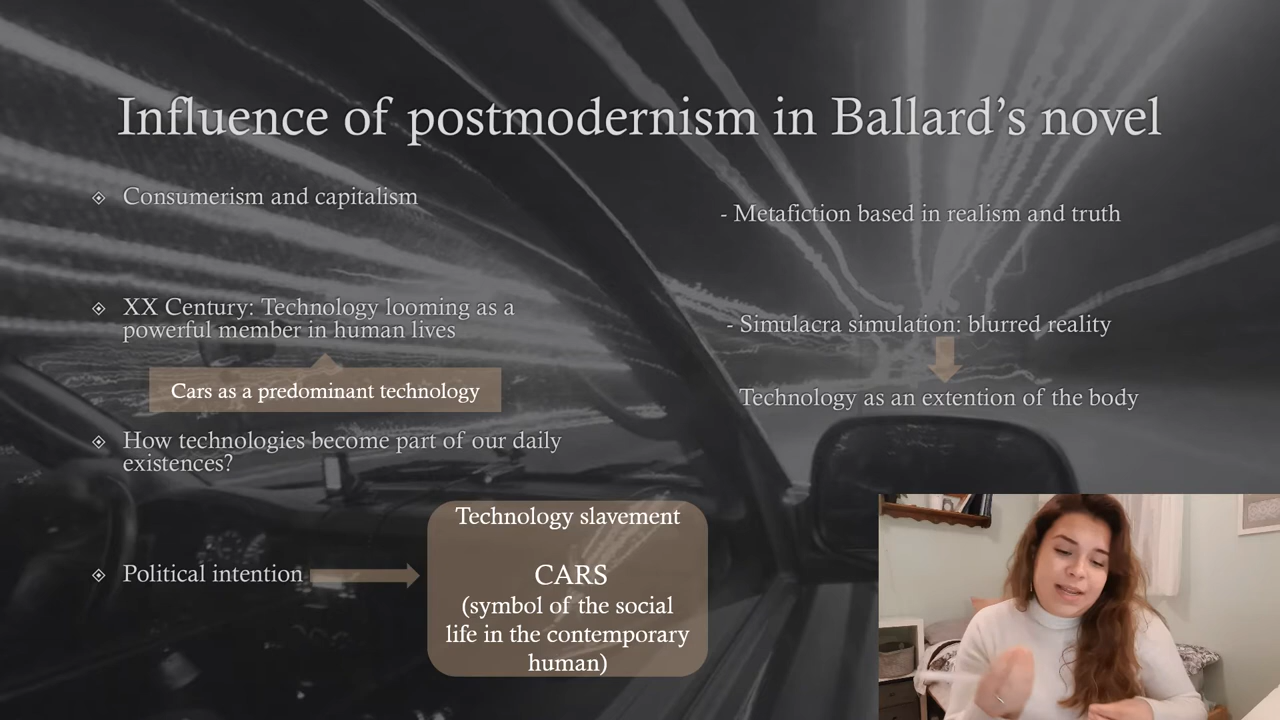 Influence of postmodernism in Ballard's novel
Consumerism and capitalism
XX Century: Technology looming as a
powerful member in human lives
Cars as a predominant technology
How technologies become part of our daily
existences?
Political intention
Technology slavement
CARS
(symbol of the social
life in the contemporary
human)
- Metafiction based in realism and truth
- Simulacra simulation: blurred reality
Technology as an extention of the body